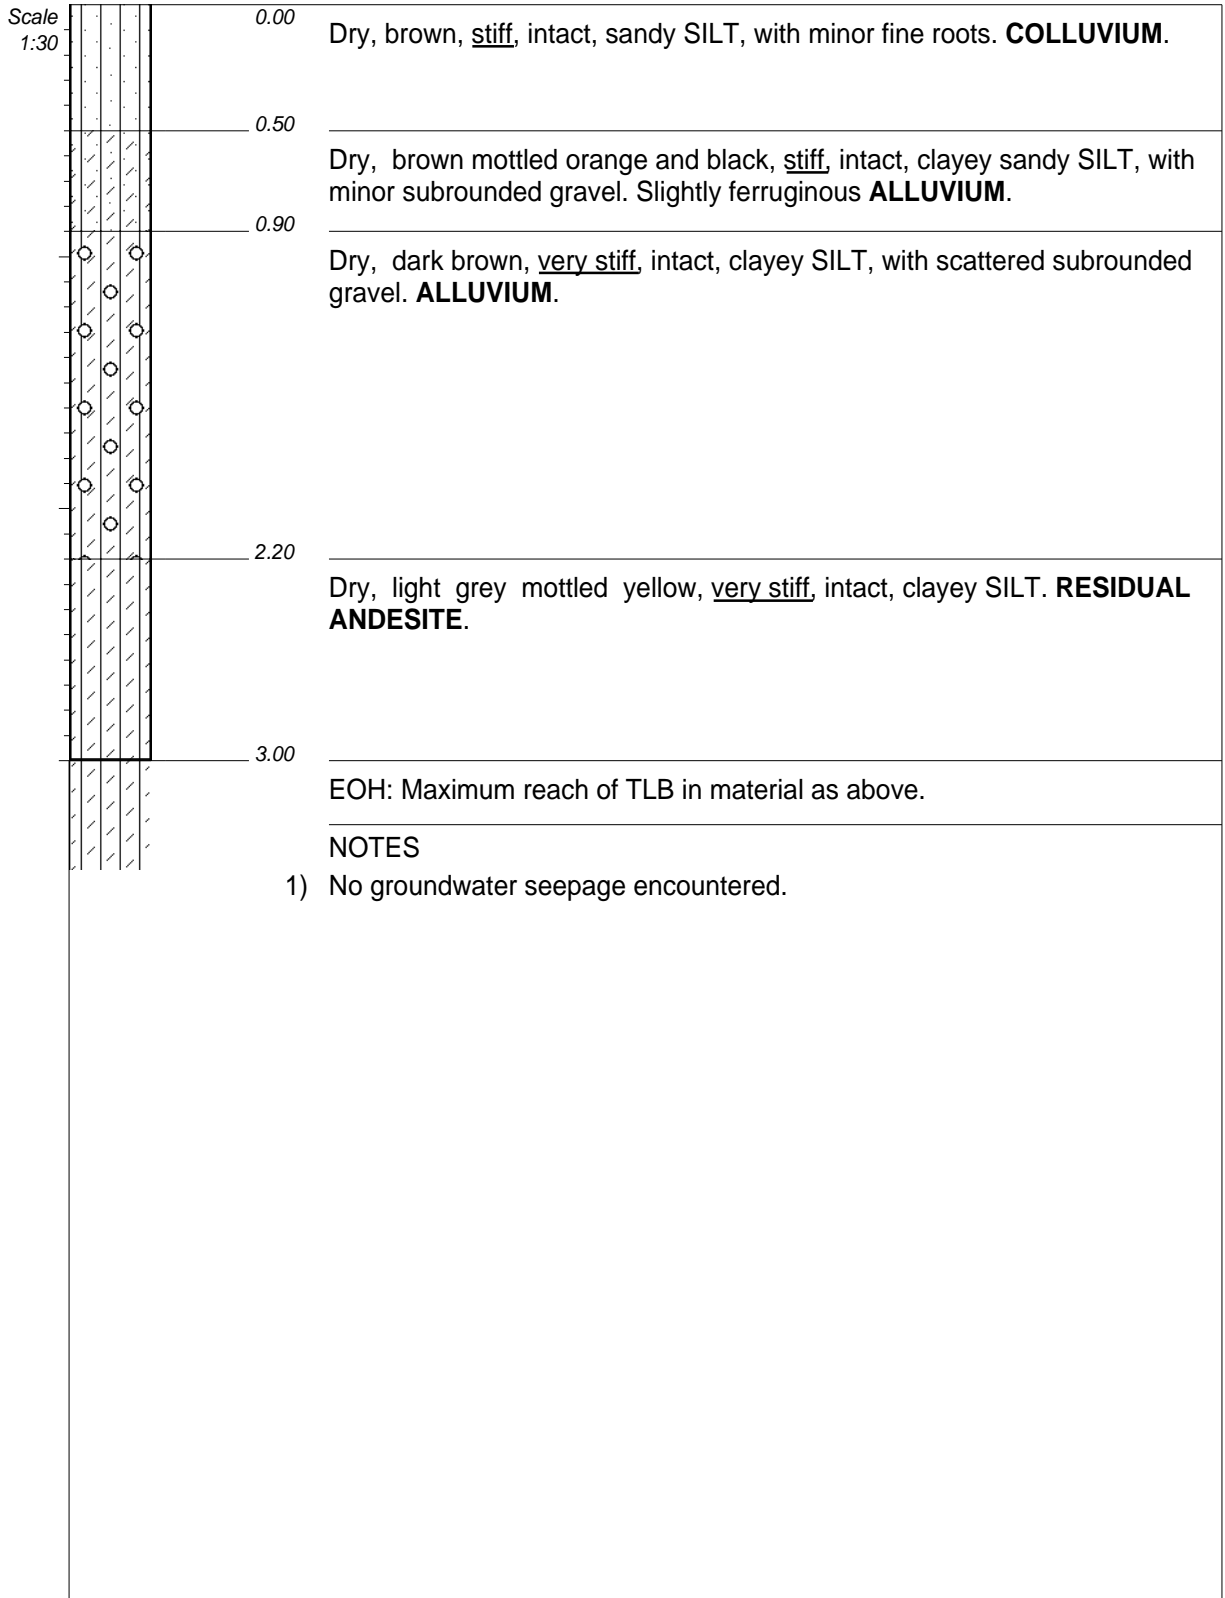 Scale
1:30
0.00
Dry, brown, stiff, intact, sandy SILT, with minor fine roots. COLLUVIUM.
0.50
Dry, brown mottled orange and black, stiff, intact, clayey sandy SILT, with
minor subrounded gravel. Slightly ferruginous ALLUVIUM.
0.90
Dry, dark brown, very stiff, intact, clayey SILT, with scattered subrounded
gravel. ALLUVIUM.
2.20
Dry, light grey mottled yellow, very stiff, intact, clayey SILT. RESIDUAL
ANDESITE.
3.00
EOH: Maximum reach of TLB in material as above.
NOTES
1) No groundwater seepage encountered.